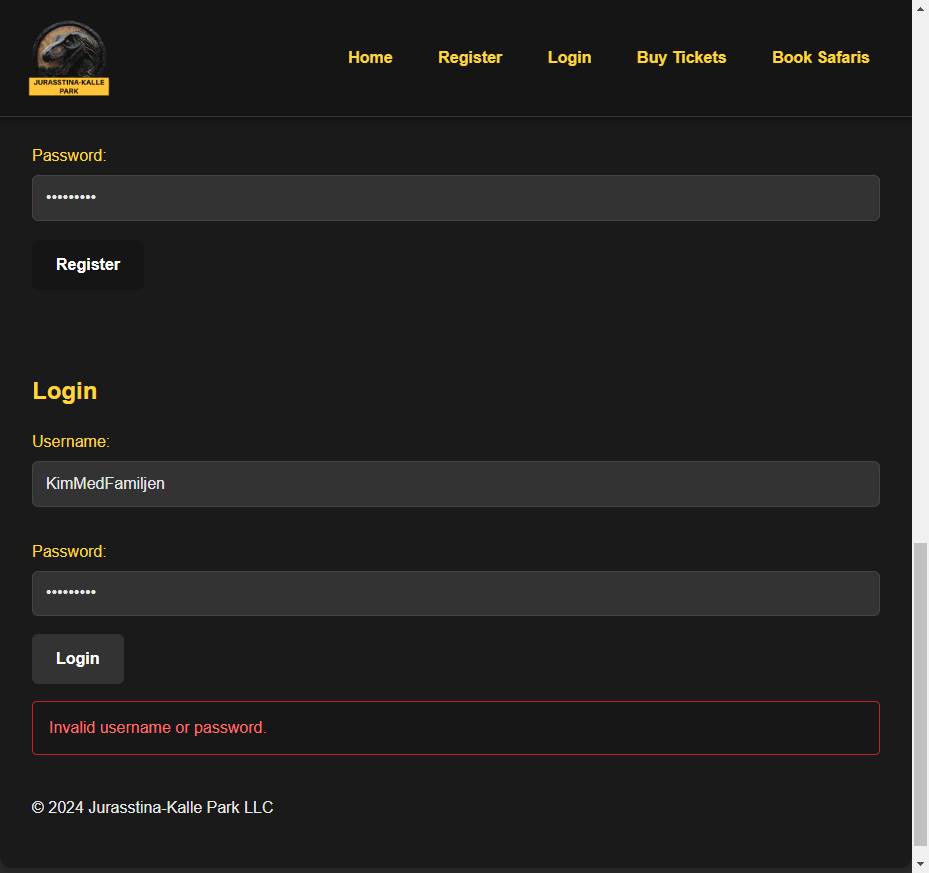 JURASSTINA-KALLE
PARK
Home Register Login Buy Tickets Book Safaris
Password:
•••••••••
Register
Login
Username:
KimMedFamiljen
Password:
•••••••••
Login
Invalid username or password.
© 2024 Jurasstina-Kalle Park LLC